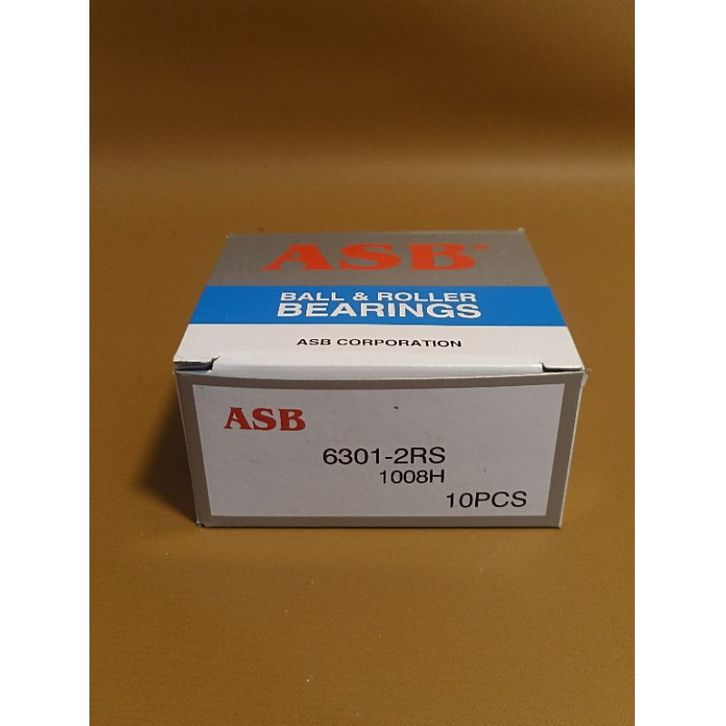 ASB®
BALL & ROLLER
BEARINGS
ASB CORPORATION
ASB
6301-2RS
1008H
10PCS